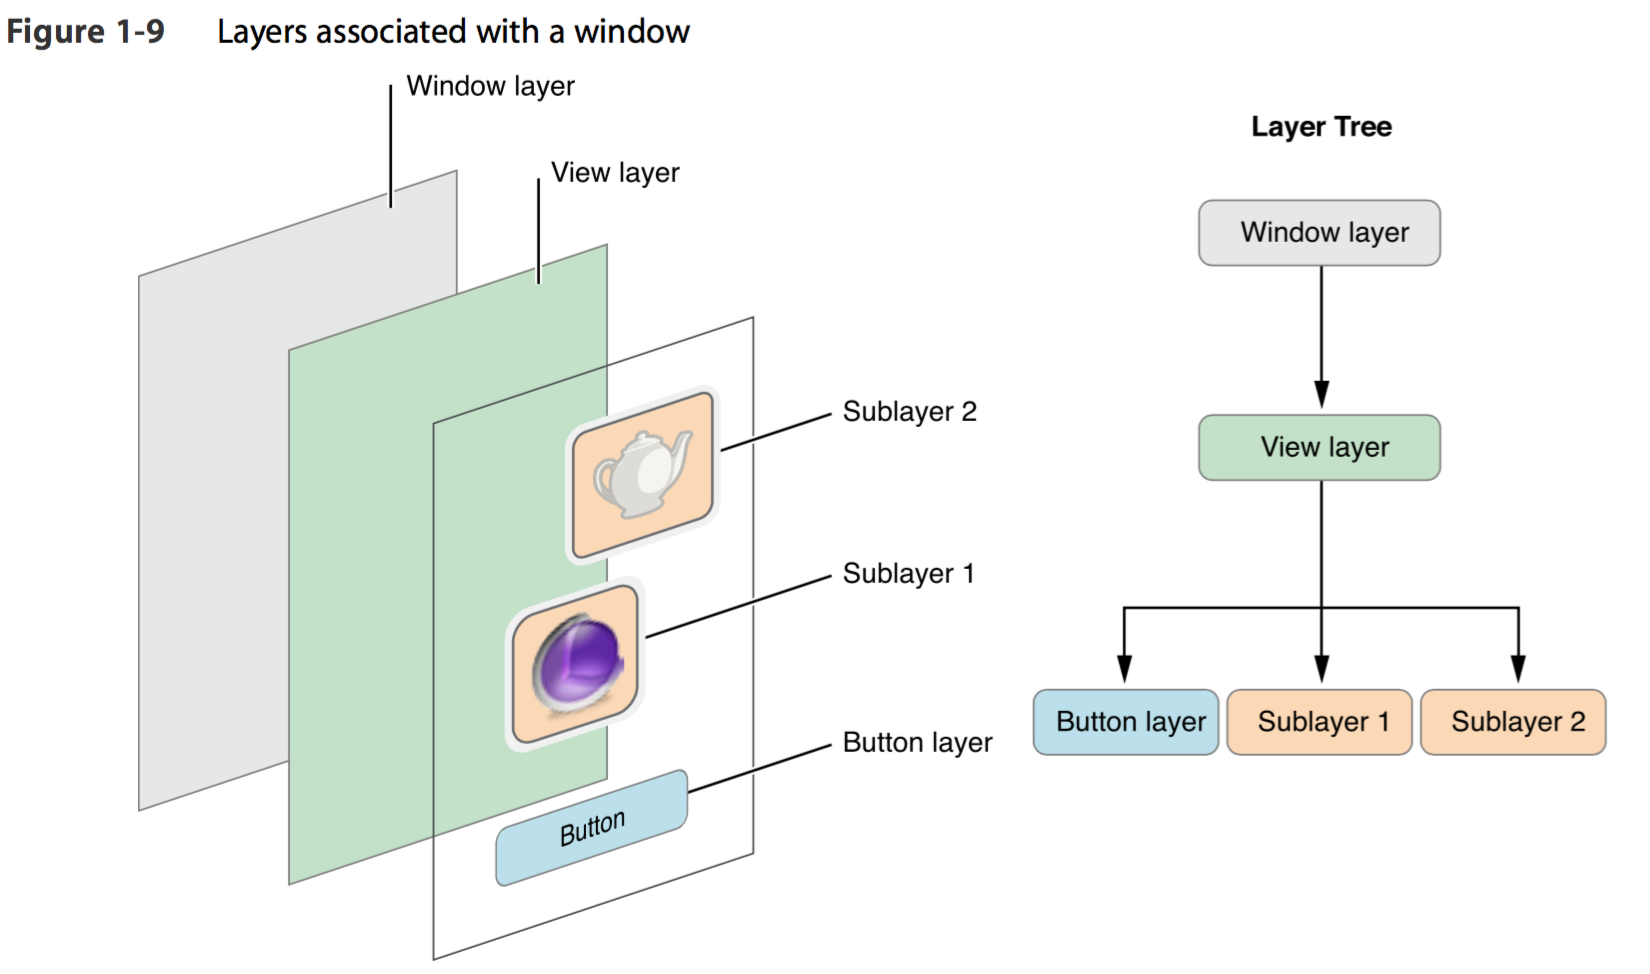 Figure 1-9 Layers associated with a window
Window layer
View layer
Sublayer 2
Sublayer 1
Button layer
Button
Layer Tree
Window layer
View layer
Button layer
Sublayer 1
Sublayer 2